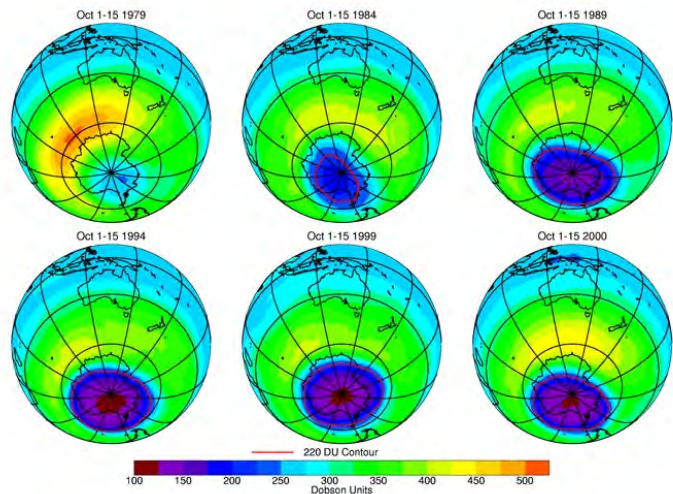 Oct 1-15 1979
Oct 1-15 1984
Oct 1-15 1989
Oct 1-15 1994
Oct 1-15 1999
Oct 1-15 2000
220 DU Contour
100 150 200 250 300 350 400 450 500
Dobson Units